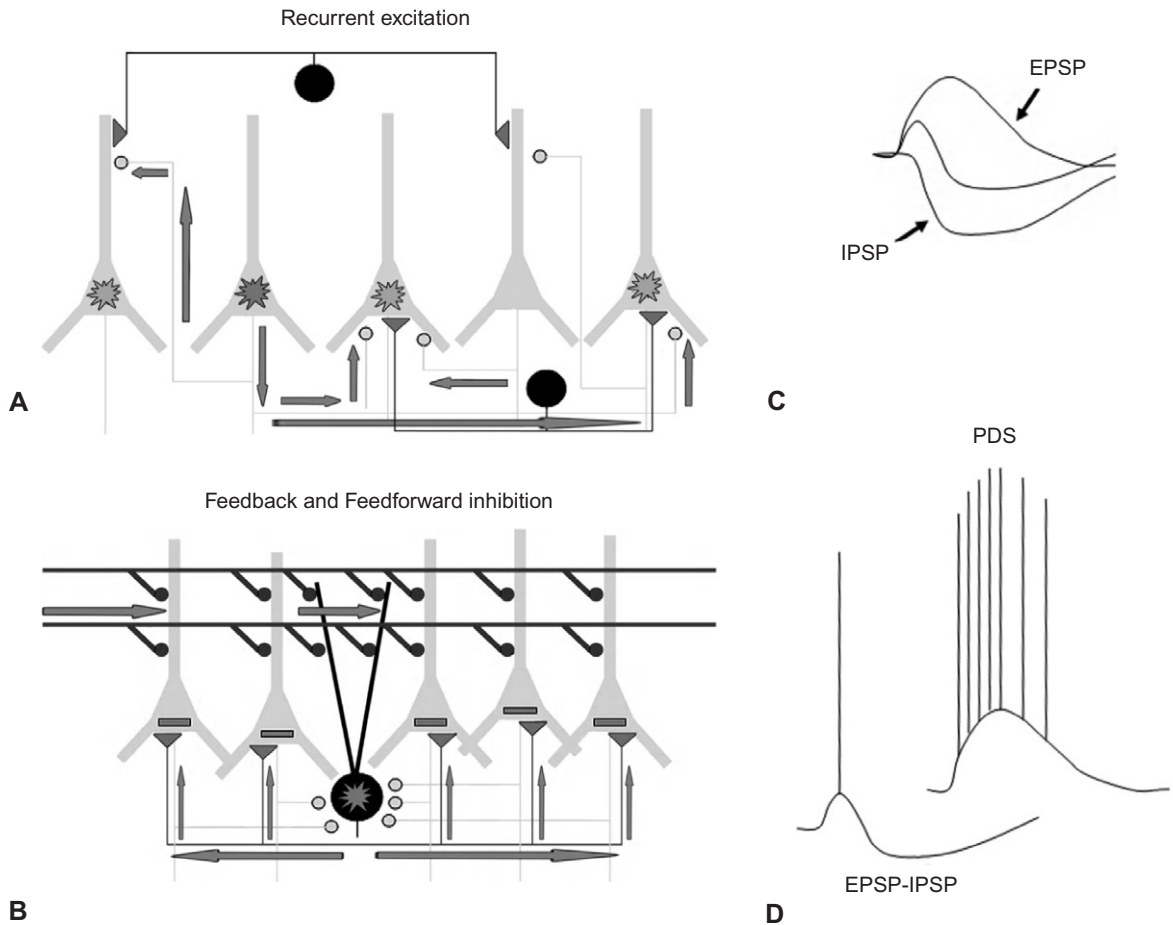 Recurrent excitation
A
Feedback and Feedforward inhibition
B
EPSP
IPSP
C
PDS
EPSP-IPSP
D